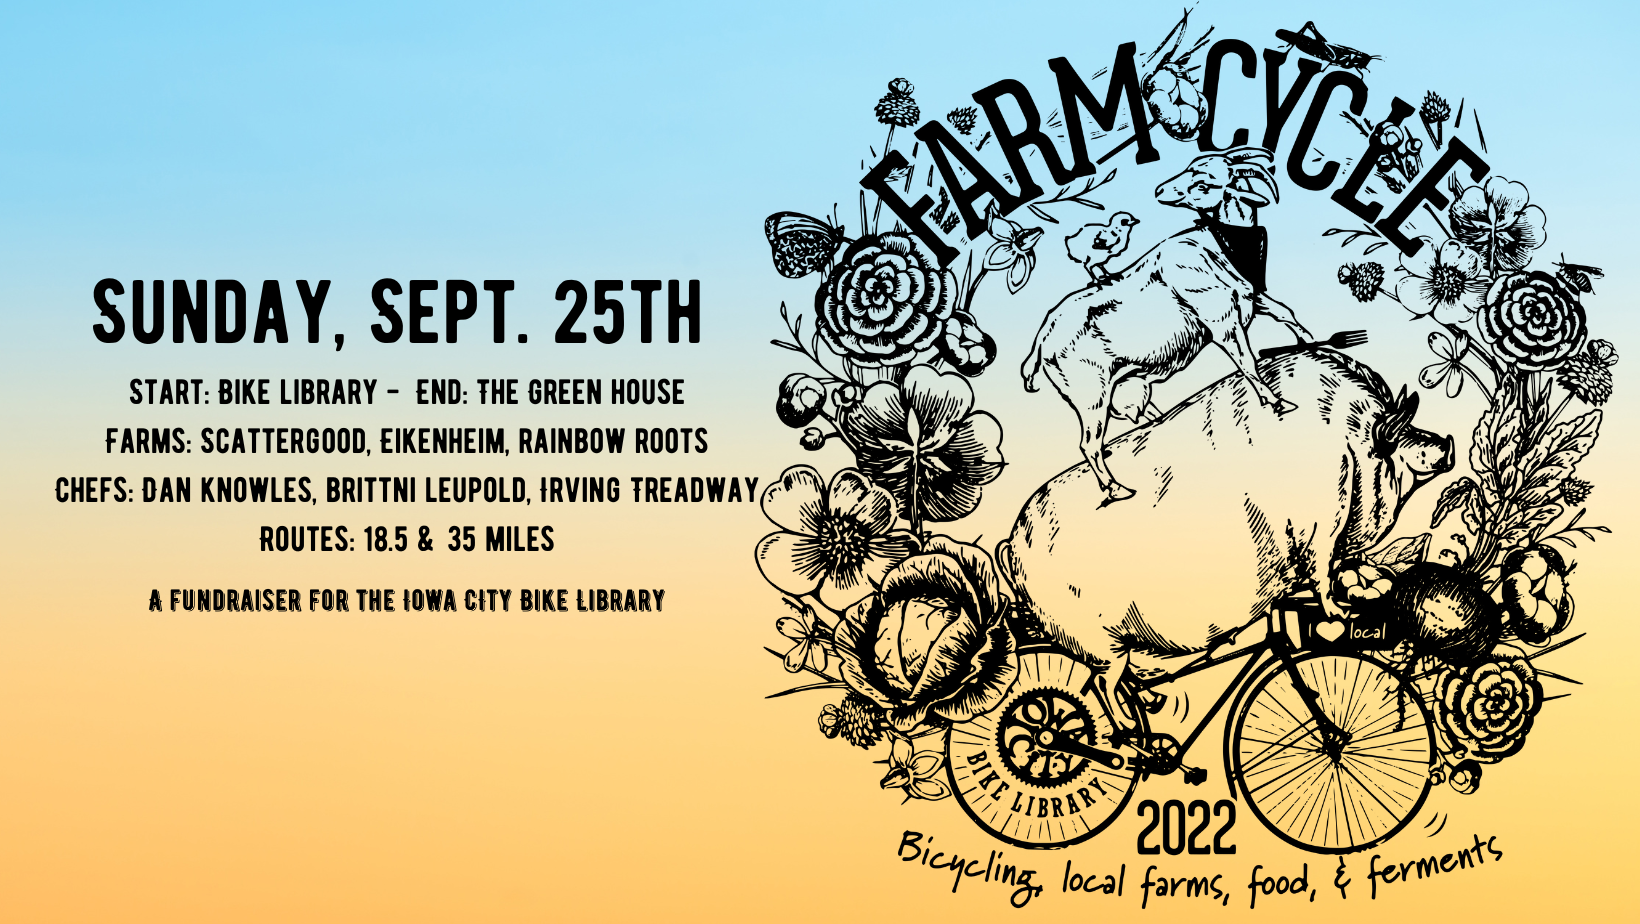 FARM CYCLE
SUNDAY, SEPT. 25TH
START: BIKE LIBRARY - END: THE GREEN HOUSE
FARMS: SCATTERGOOD, EIKENHEIM, RAINBOW ROOTS
CHEFS: DAN KNOWLES, BRITTNI LEUPOLD, IRVING TREADWAY
ROUTES: 18.5 & 35 MILES
A FUNDRAISER FOR THE IOWA CITY BIKE LIBRARY
I ♥ local
IOWA
CITY
BIKE LIBRARY
2022
Bicycling, local farms, food, & ferments